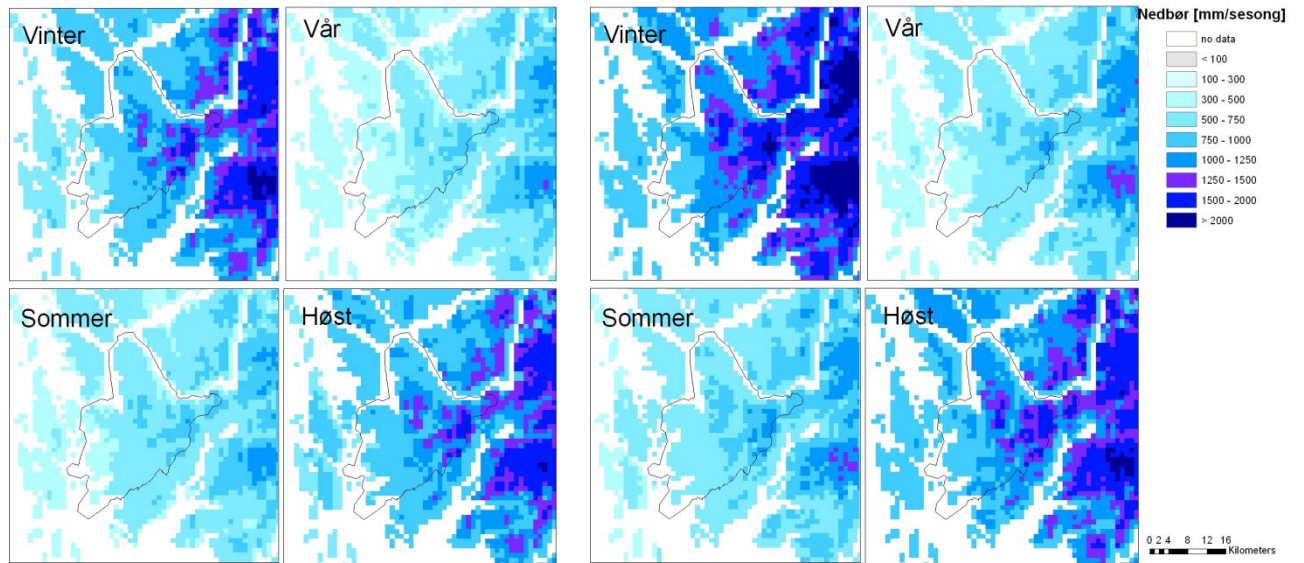 Vinter
Vår
Vinter
Vår
Nedbør [mm/sesong]
no data
< 100
100 - 300
300 - 500
500 - 750
750 - 1000
1000 - 1250
1250 - 1500
1500 - 2000
> 2000
Sommer
Høst
Sommer
Høst
0 2 4 8 12 16
Kilometers